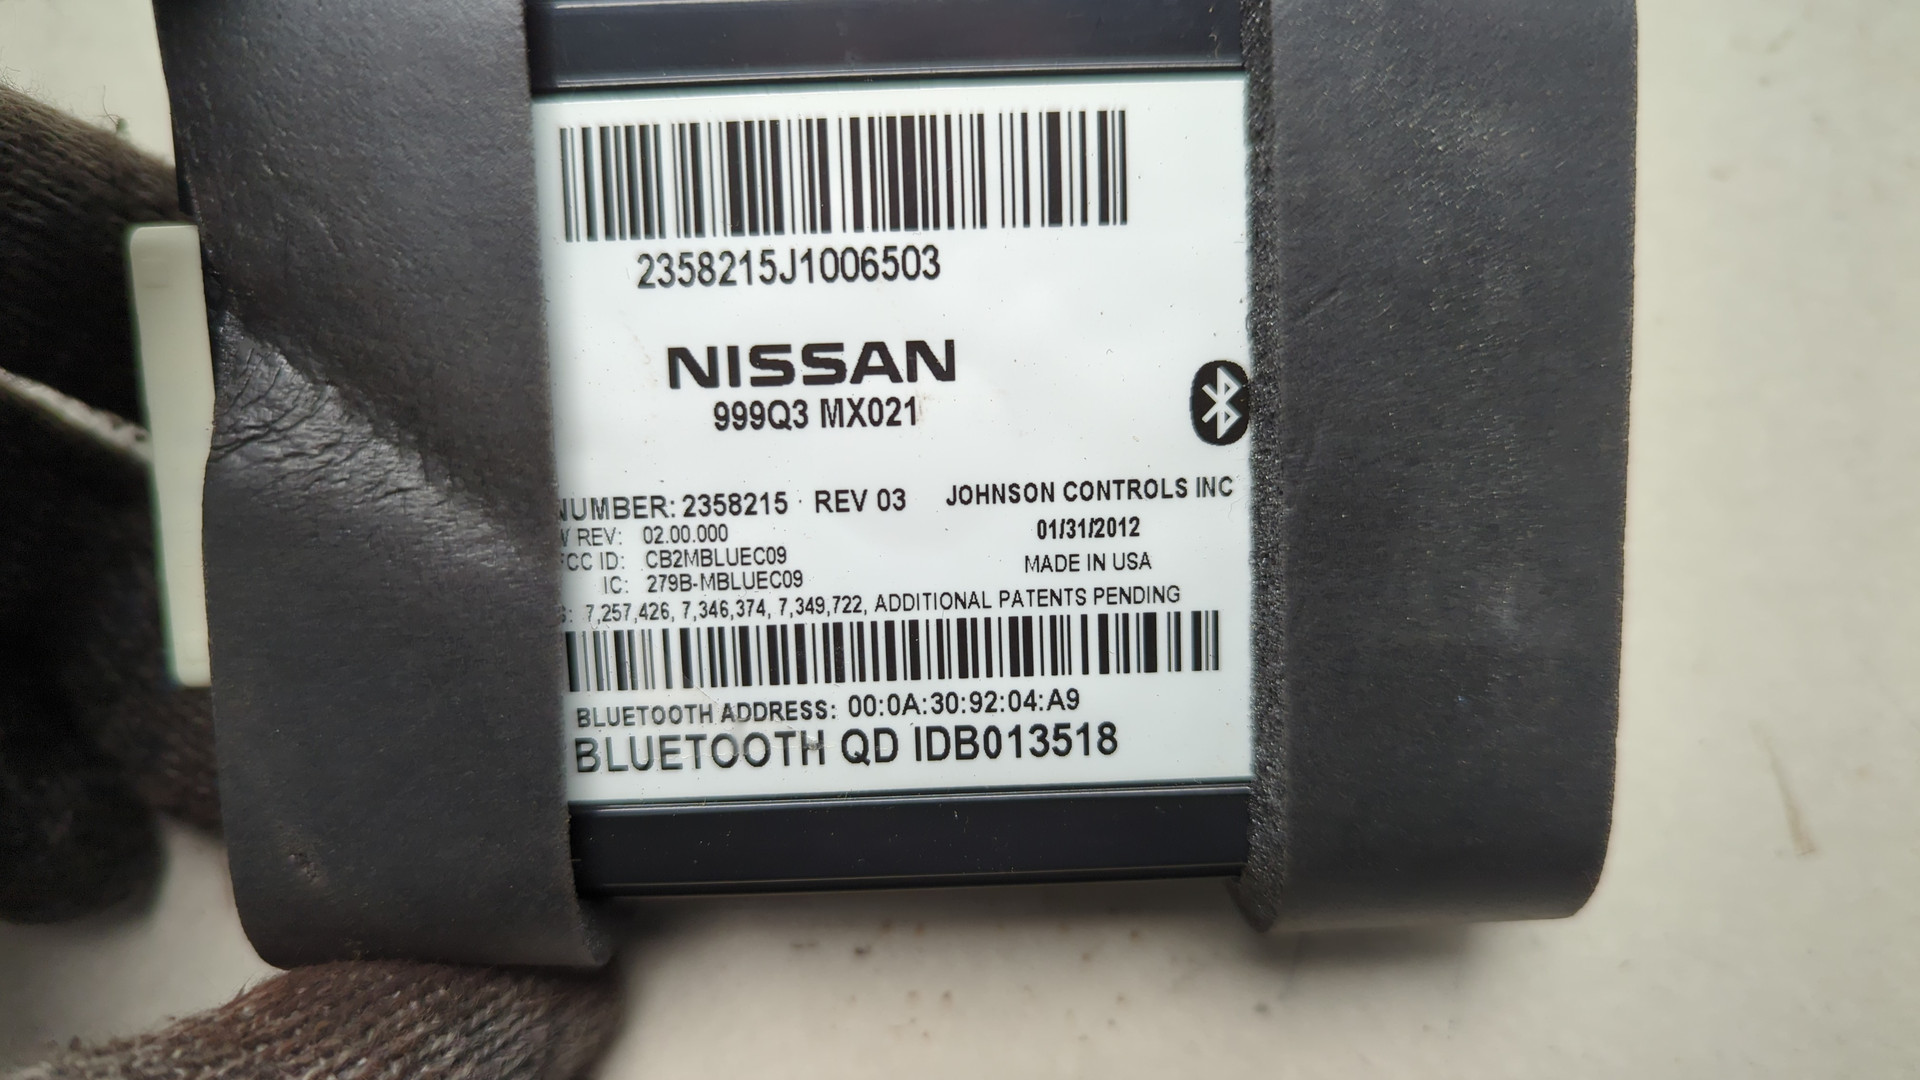 2358215J1006503
NISSAN
999Q3 MX021
NUMBER: 2358215 REV 03 JOHNSON CONTROLS INC
REV: 02.00.000 01/31/2012
FCC ID: CB2MBLUEC09
IC: 279B-MBLUEC09 MADE IN USA
7,257,426, 7,346,374, 7,349,722, ADDITIONAL PATENTS PENDING
BLUETOOTH ADDRESS: 00:0A:30:92:04:A9
BLUETOOTH QD IDB013518